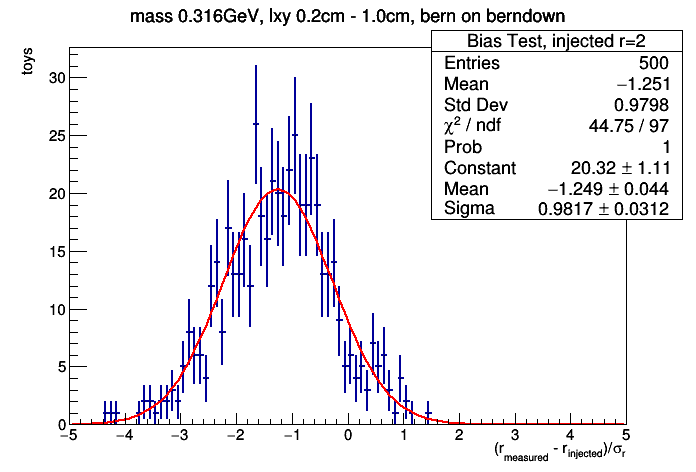 mass 0.316GeV, lxy 0.2cm - 1.0cm, bern on berndown
Bias Test, injected r=2
Entries 500
Mean −1.251
Std Dev 0.9798
χ² / ndf 44.75 / 97
Prob 1
Constant 20.32 ± 1.11
Mean −1.249 ± 0.044
Sigma 0.9817 ± 0.0312
toys
30
25
20
15
10
5
0
−5 −4 −3 −2 −1 0 1 2 3 4 5
(r_measured - r_injected)/σ_r